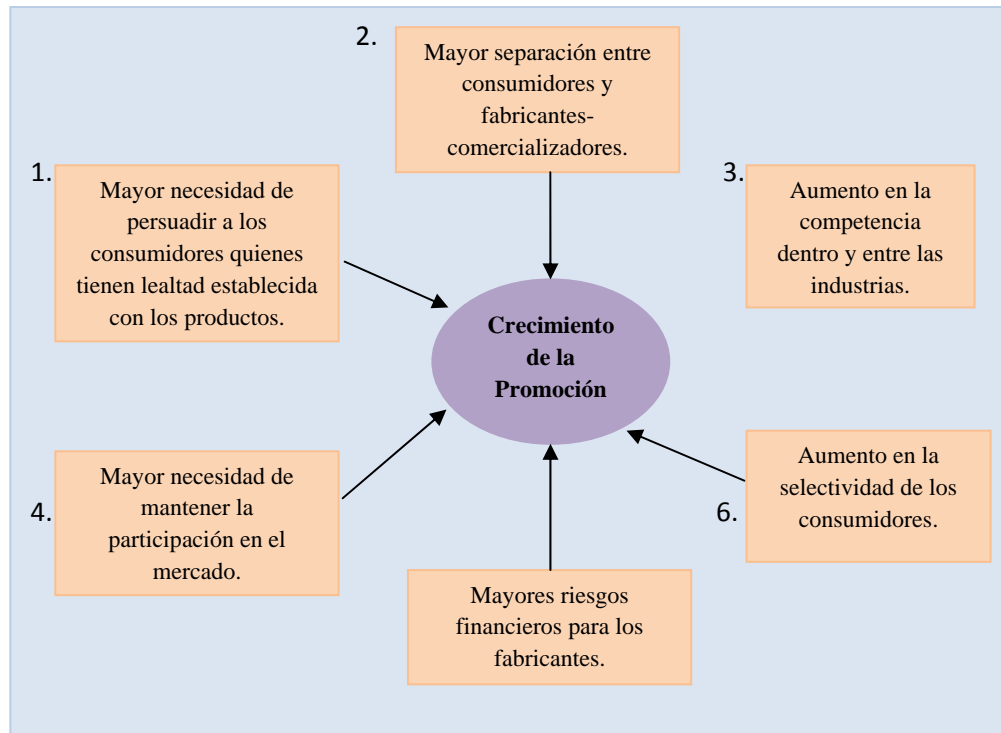 1.
Mayor necesidad de
persuadir a los
consumidores quienes
tienen lealtad establecida
con los productos.
2.
Mayor separación entre
consumidores y
fabricantes-
comercializadores.
3.
Aumento en la
competencia
dentro y entre las
industrias.
Crecimiento
de la
Promoción
4.
Mayor necesidad de
mantener la
participación en el
mercado.
Mayores riesgos
financieros para los
fabricantes.
6.
Aumento en la
selectividad de los
consumidores.